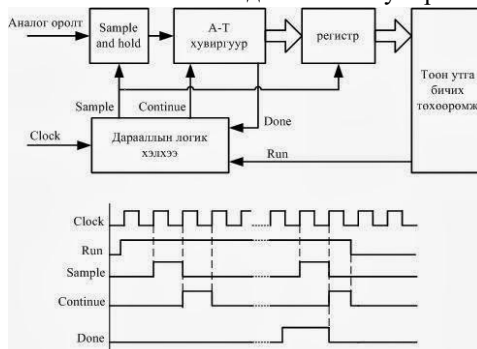 Аналог оролт
Sample
and hold
А-Т
хувиргуур
регистр
Тоон утга
бичих
төхөөрөмж
Sample
Continue
Done
Clock
Дарааллын логик
хэлхээ
Run
Clock
Run
Sample
Continue
Done